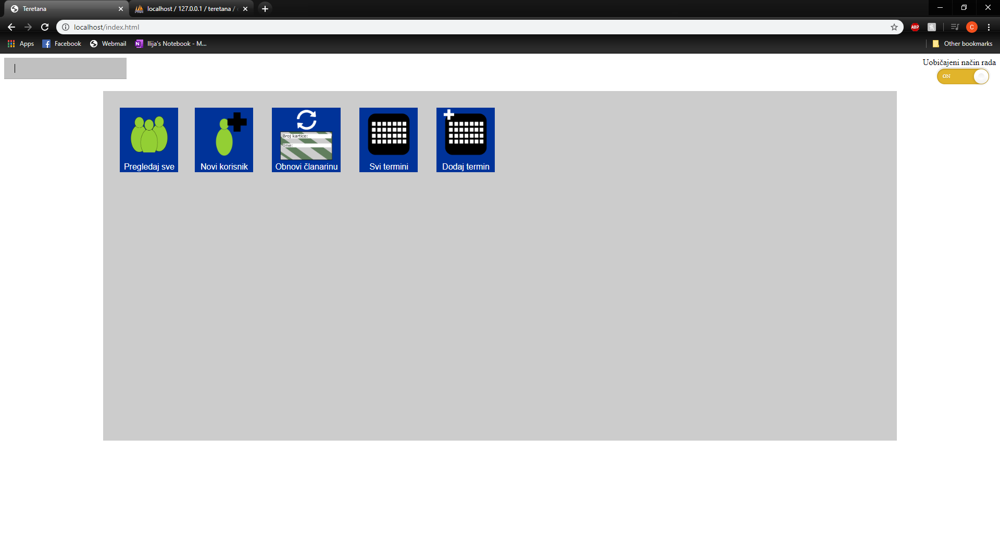 Teretana
localhost / 127.0.0.1 / teretana /
localhost/index.html
ABP
C
Apps
Facebook
Webmail
Ilija's Notebook - M...
Other bookmarks
Uobičajeni način rada
ON
Broj kartice:
Ime:
Pregledaj sve
Novi korisnik
Obnovi članarinu
Svi termini
Dodaj termin